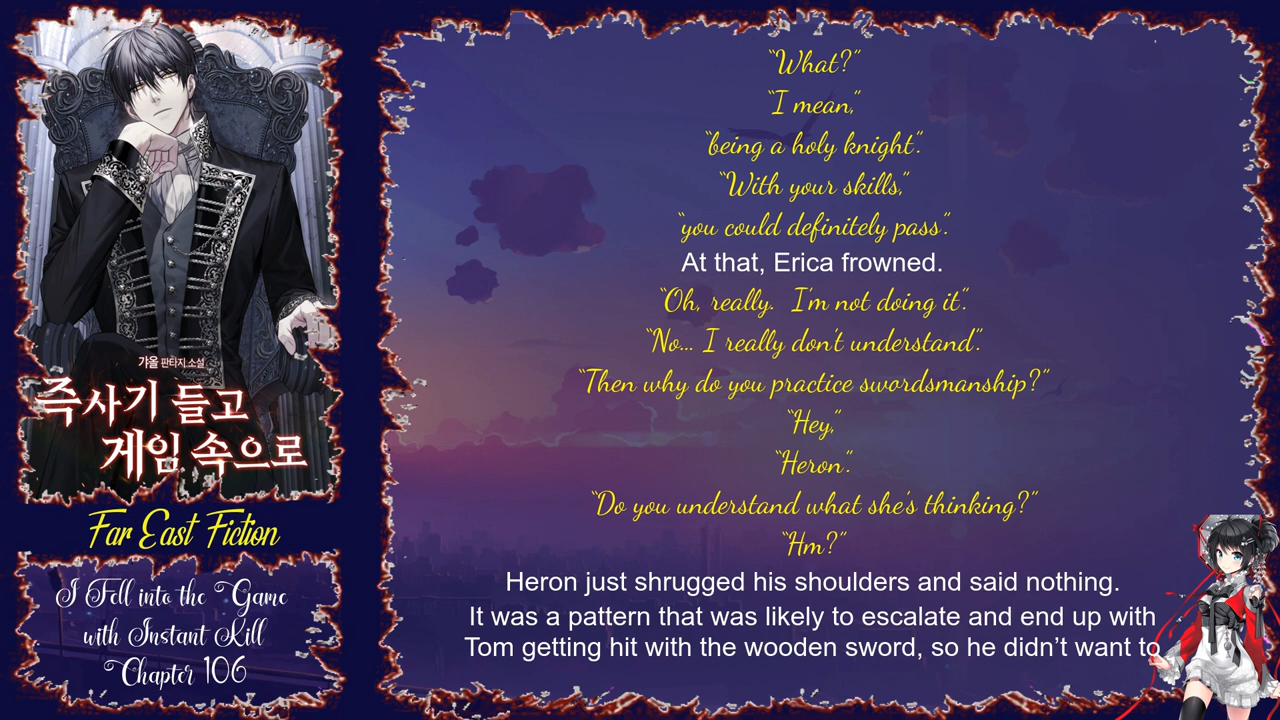 가울 판타지 소설
즉사기 들고
게임 속으로
Far East Fiction
I Fell into the Game
with Instant Kill
Chapter 106
“What?”
“I mean,”
“being a holy knight”.
“With your skills,”
“you could definitely pass”.
At that, Erica frowned.
“Oh, really.  I'm not doing it”.
“No... I really don't understand”.
“Then why do you practice swordsmanship?”
“Hey,”
“Heron”.
“Do you understand what she's thinking?”
“Hm?”
Heron just shrugged his shoulders and said nothing.
It was a pattern that was likely to escalate and end up with
Tom getting hit with the wooden sword, so he didn’t want to